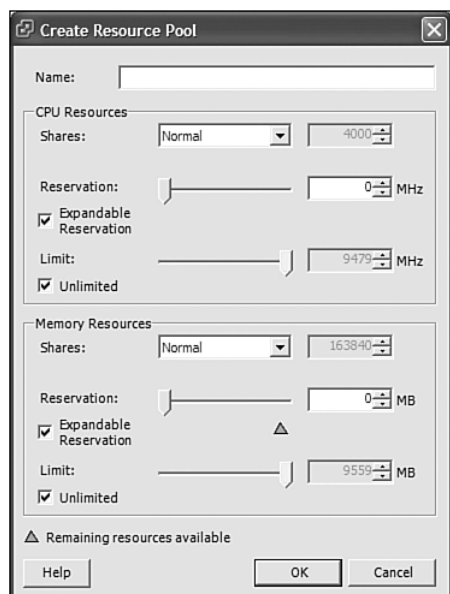 Create Resource Pool
Name:
CPU Resources
Shares: Normal 4000
Reservation: 0 MHz
Expandable
Reservation
Limit: 9479 MHz
Unlimited
Memory Resources
Shares: Normal 163840
Reservation: 0 MB
Expandable
Reservation
Limit: 9559 MB
Unlimited
Remaining resources available
Help OK Cancel